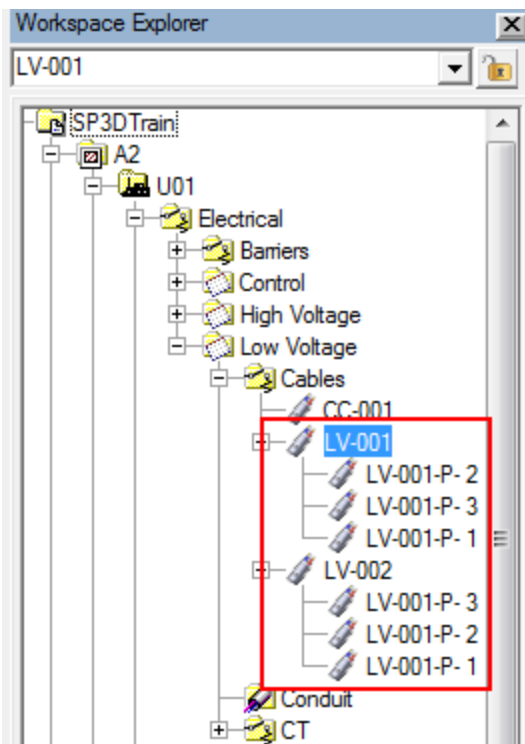 Workspace Explorer
LV-001
SP3DTrain
A2
U01
Electrical
Barriers
Control
High Voltage
Low Voltage
Cables
CC-001
LV-001
LV-001-P- 2
LV-001-P- 3
LV-001-P- 1
LV-002
LV-001-P- 3
LV-001-P- 2
LV-001-P- 1
Conduit
CT